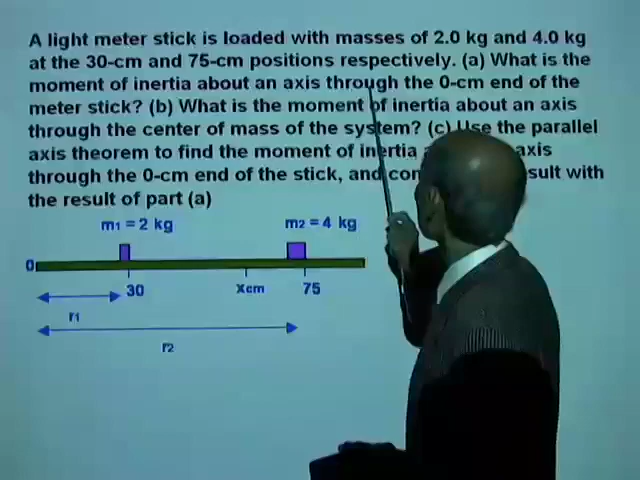 A light meter stick is loaded with masses of 2.0 kg and 4.0 kg
at the 30-cm and 75-cm positions respectively. (a) What is the
moment of inertia about an axis through the 0-cm end of the
meter stick? (b) What is the moment of inertia about an axis
through the center of mass of the system? (c) Use the parallel
axis theorem to find the moment of inertia axis
through the 0-cm end of the stick, and sult with
the result of part (a)
m1 = 2 kg m2 = 4 kg
0
30 Xcm 75
r1
r2